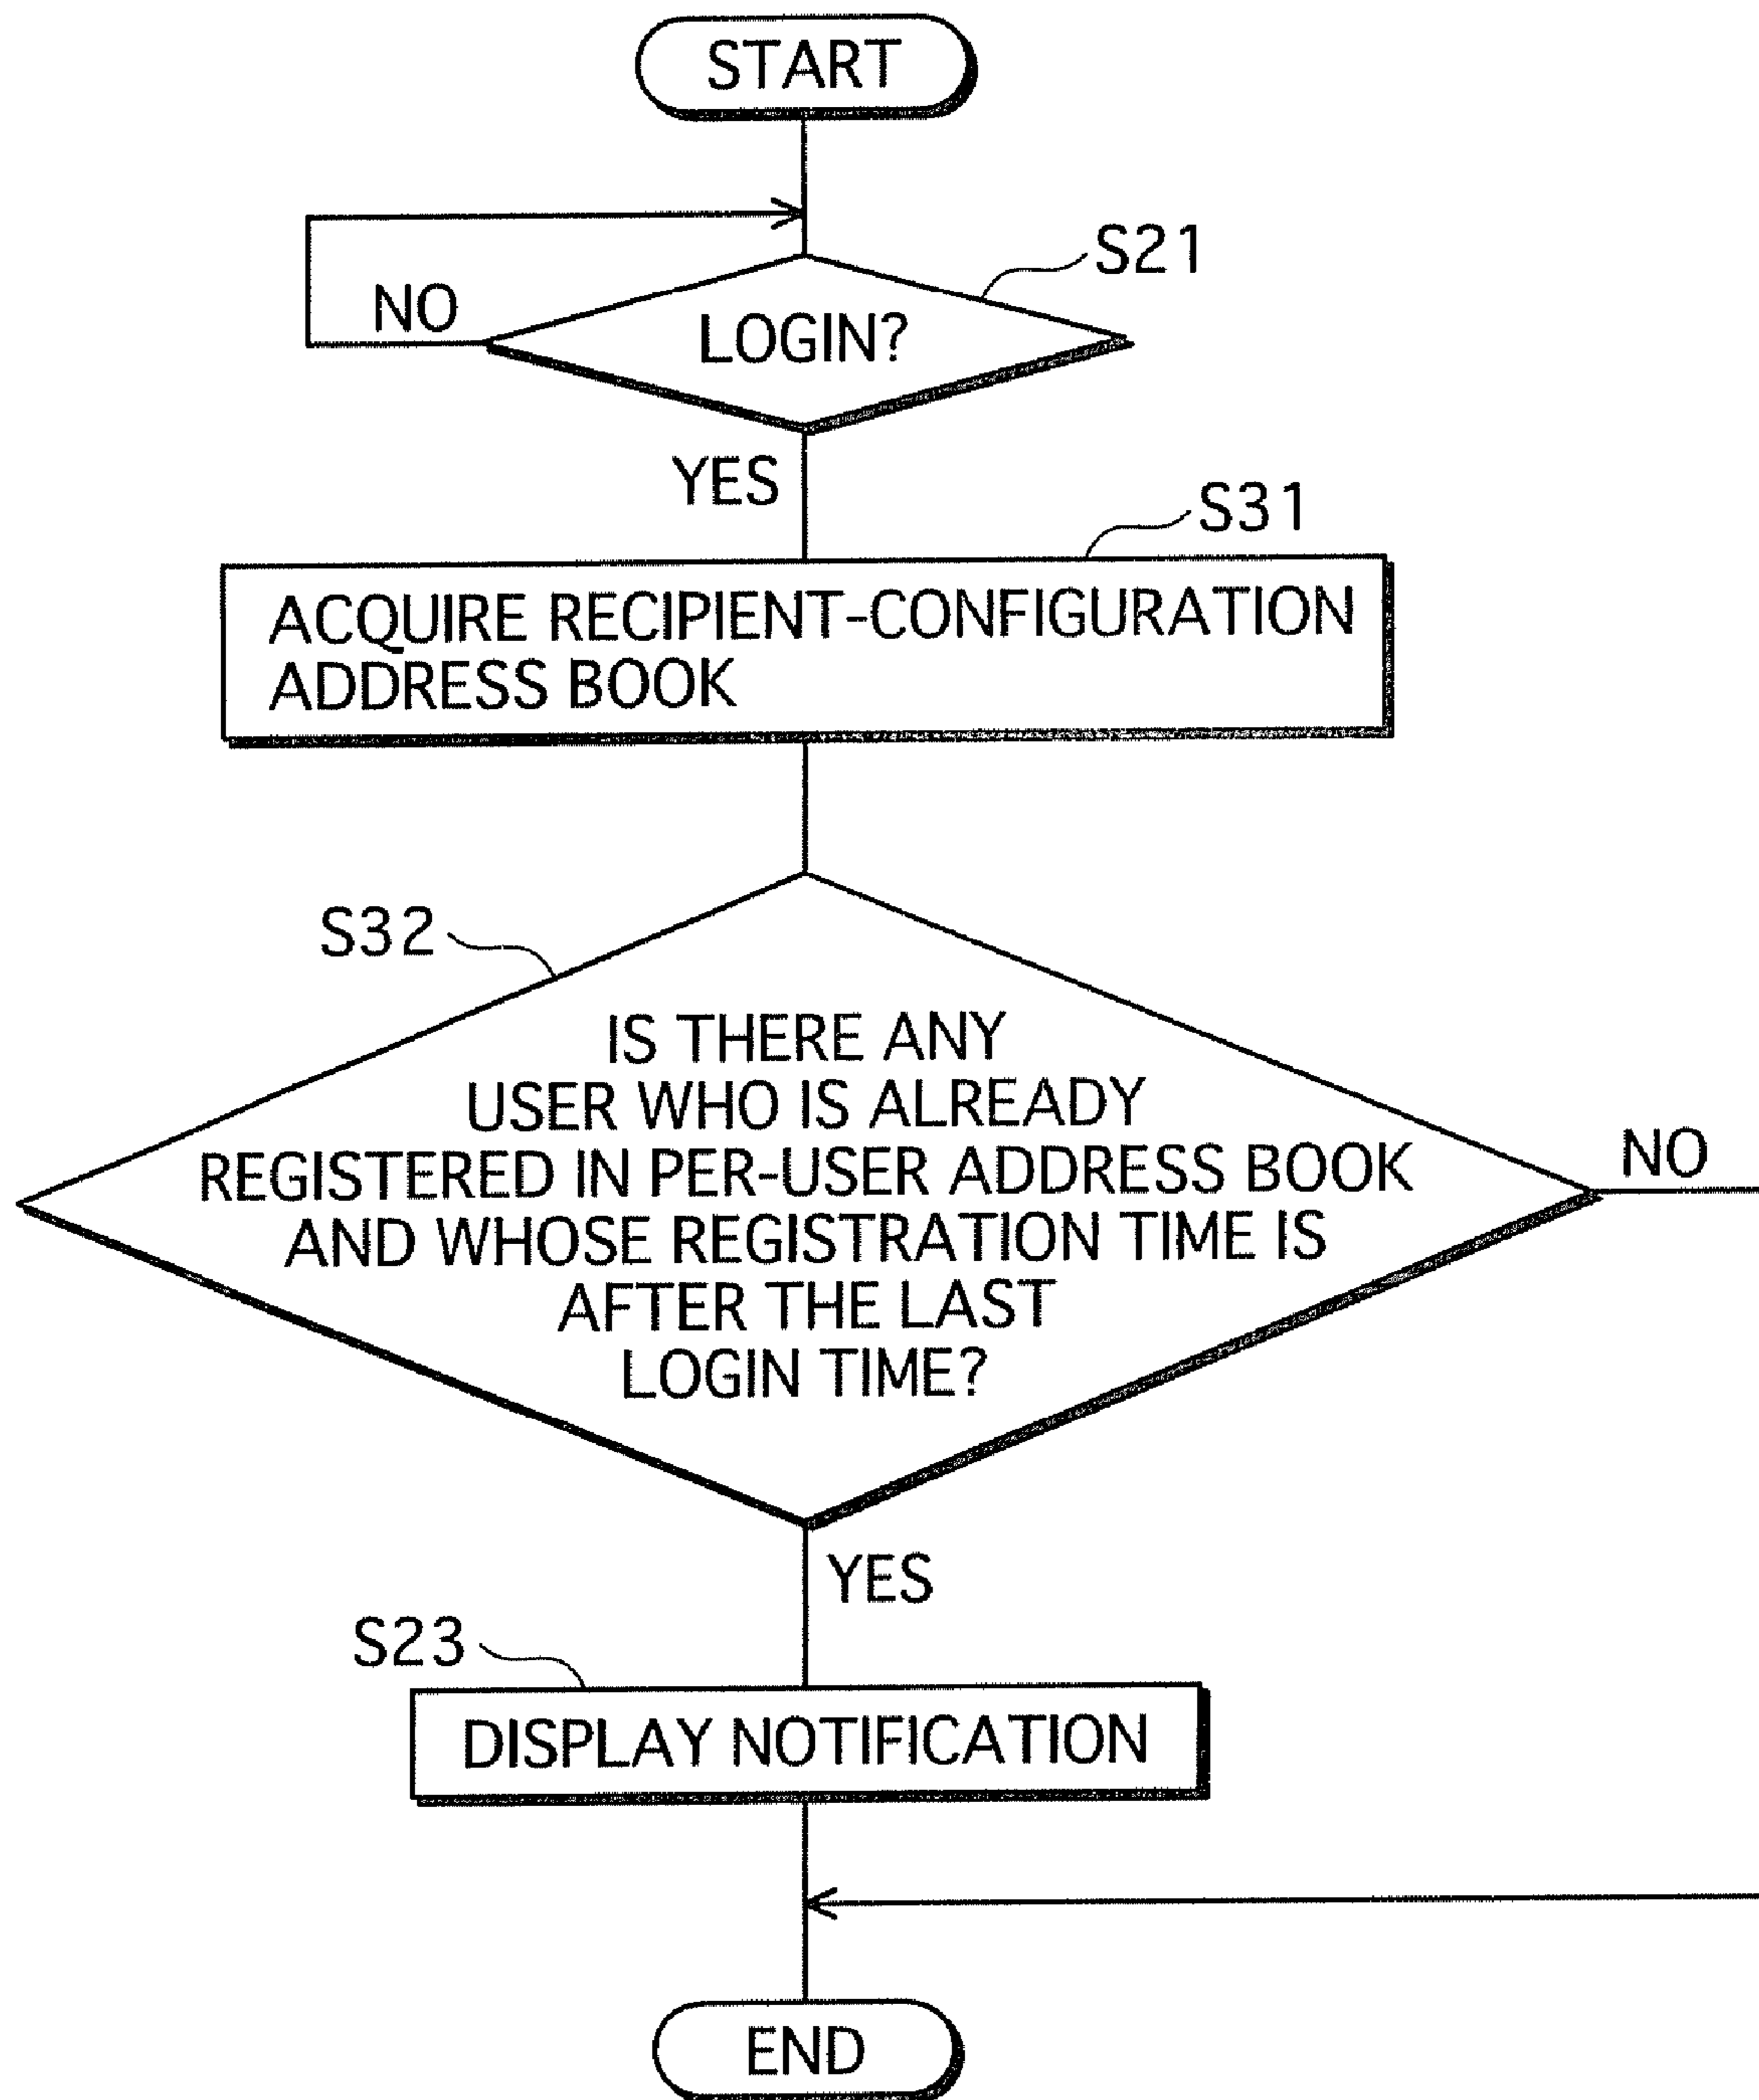 START
S21
NO
LOGIN?
YES
S31
ACQUIRE RECIPIENT-CONFIGURATION
ADDRESS BOOK
S32
IS THERE ANY
USER WHO IS ALREADY
REGISTERED IN PER-USER ADDRESS BOOK
AND WHOSE REGISTRATION TIME IS
AFTER THE LAST
LOGIN TIME?
NO
YES
S23
DISPLAY NOTIFICATION
END